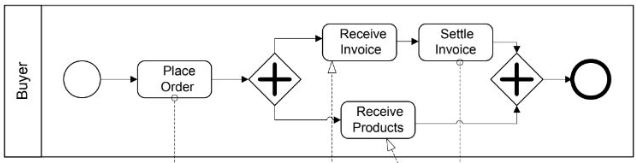 Buyer
Place
Order
Receive
Invoice
Settle
Invoice
Receive
Products